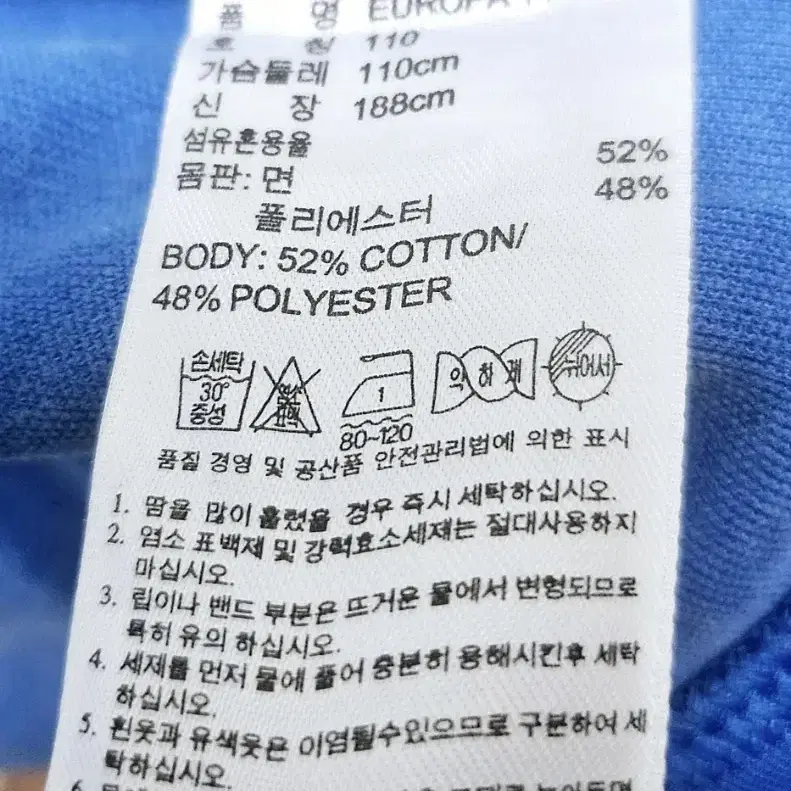 품 명 EUROPA
호 칭 110
가슴둘레 110cm
신 장 188cm
섬유혼용율
몸판: 면 52%
폴리에스터 48%
BODY: 52% COTTON/
48% POLYESTER
손세탁 30° 중성 염소 표백 1 80~120 약하게 뉘어서
품질 경영 및 공산품 안전관리법에 의한 표시
1. 땀을 많이 흘렸을 경우 즉시 세탁하십시오.
2. 염소 표백제 및 강력효소세제는 절대사용하지
마십시오.
3. 립이나 밴드 부분은 뜨거운 물에서 변형되므로
특히 유의 하십시오.
4. 세제를 먼저 물에 풀어 충분히 용해시킨후 세탁
하십시오.
5. 흰옷과 유색옷은 이염될수있으므로 구분하여 세
탁하십시오.